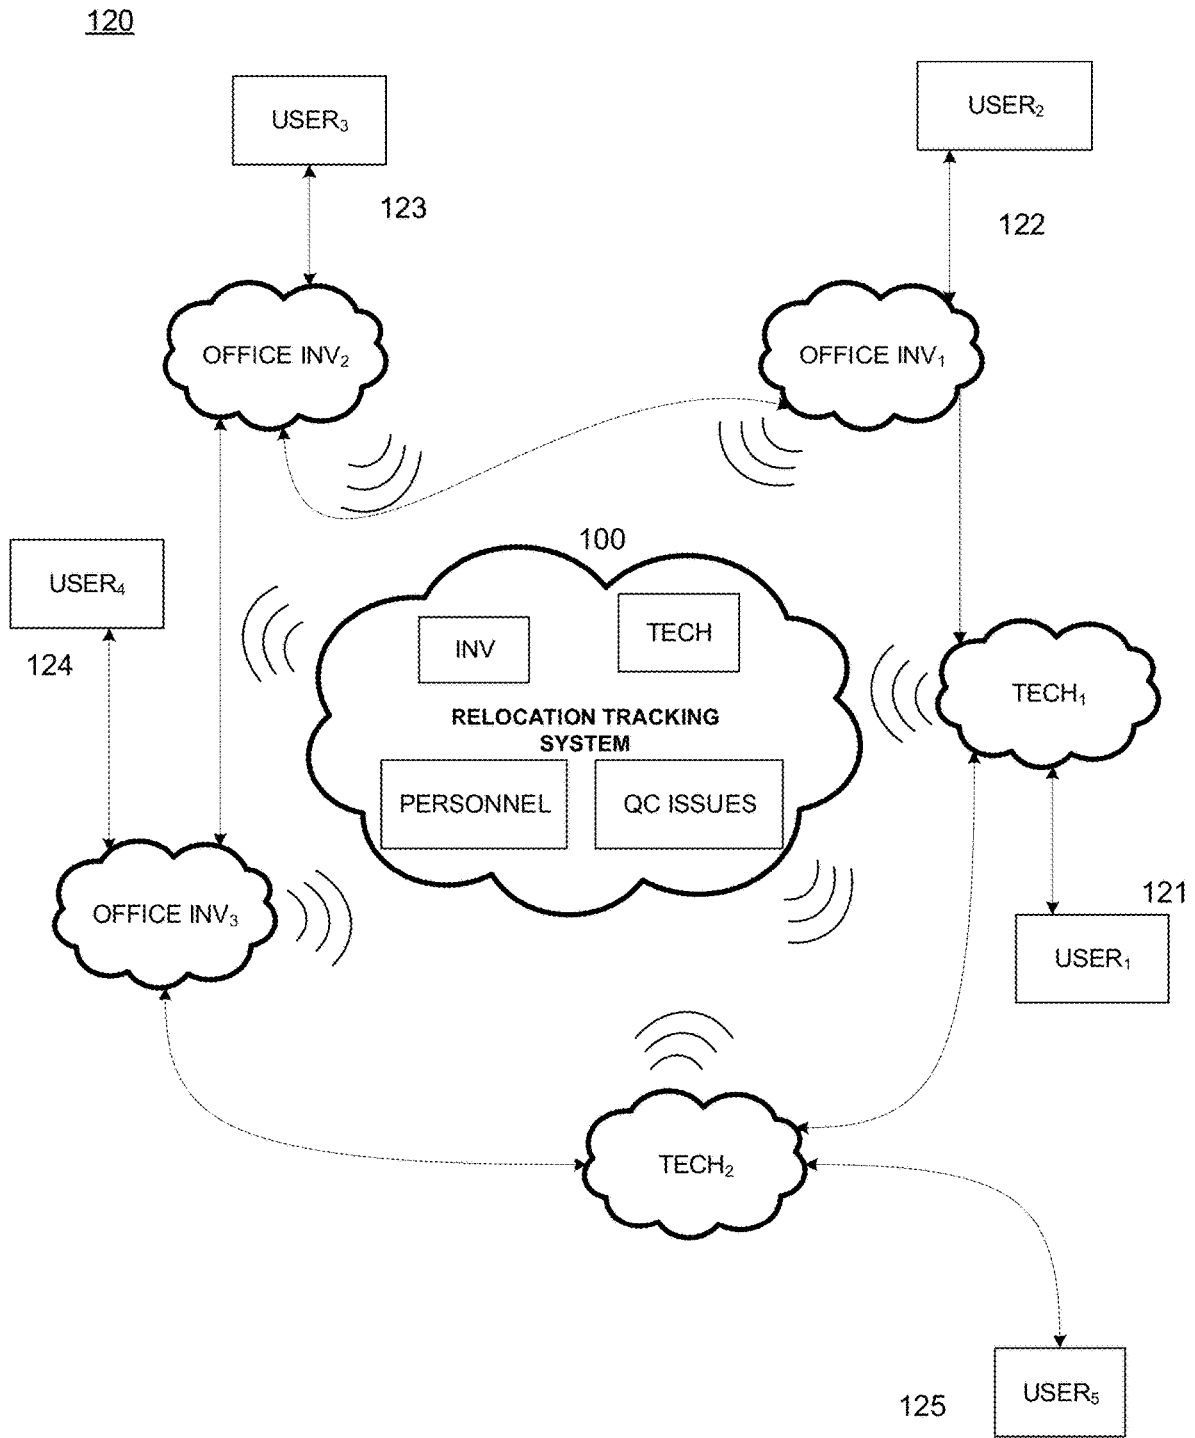 120
USER₃
USER₂
123
122
OFFICE INV₂
OFFICE INV₁
100
USER₄
INV
TECH
124
TECH₁
RELOCATION TRACKING
SYSTEM
PERSONNEL
QC ISSUES
121
OFFICE INV₃
USER₁
TECH₂
125
USER₅